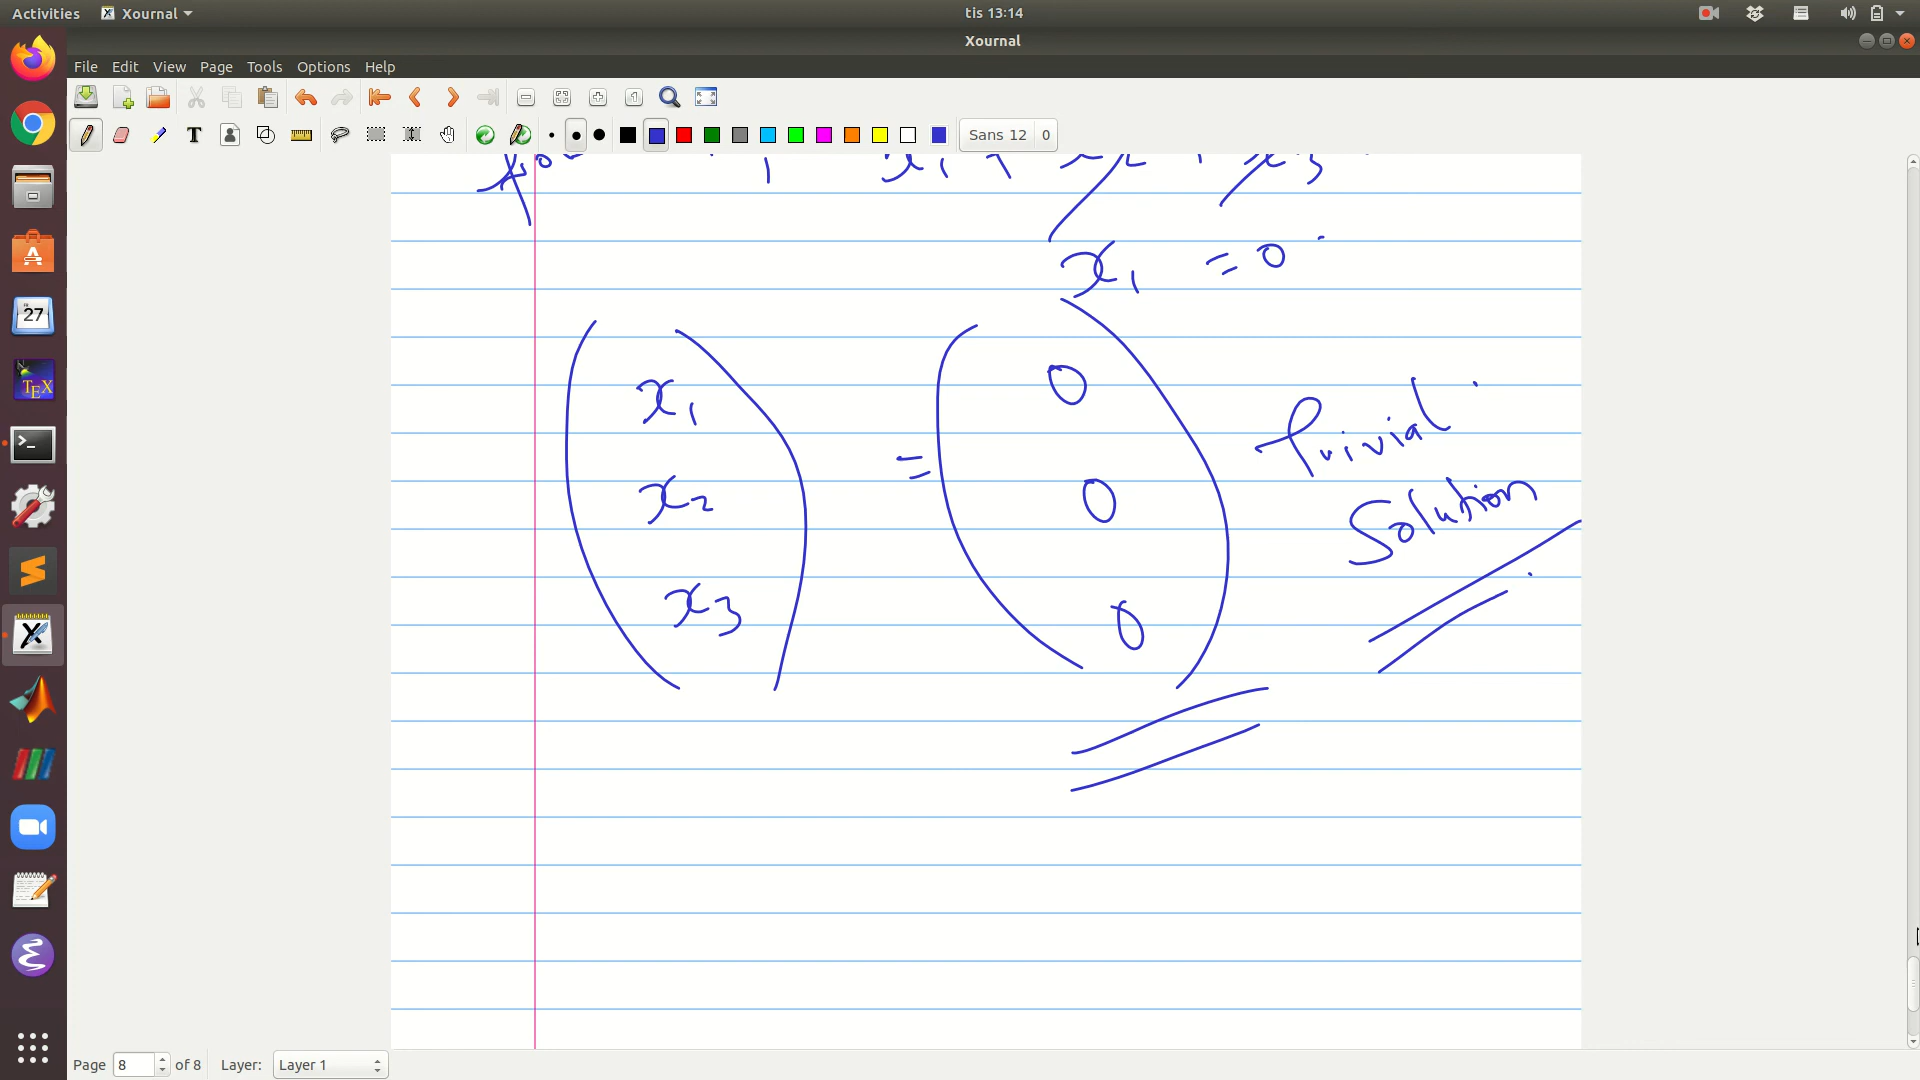 Activities Xournal tis 13:14
Xournal
File Edit View Page Tools Options Help
Sans 12 0
x₁ = 0
x₁ 0
x₂ = 0
x₃ 0
Trivial
Solution
Page 8 of 8 Layer: Layer 1